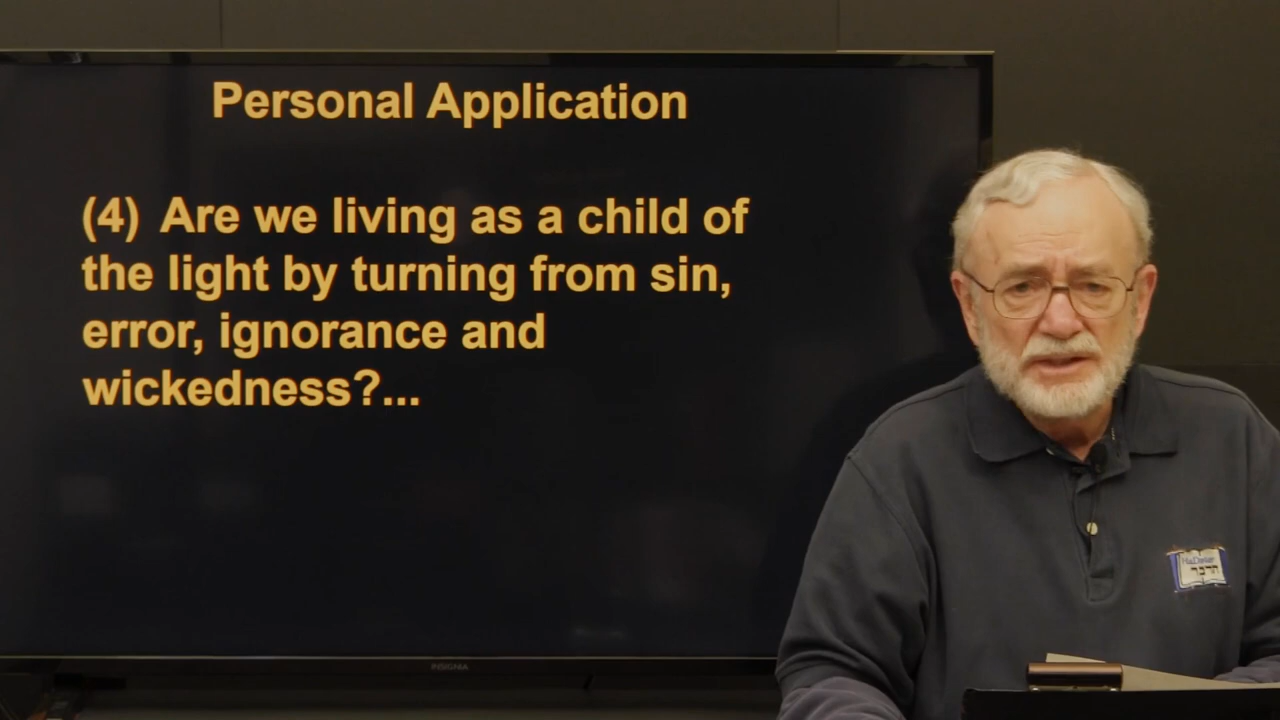 Personal Application
(4) Are we living as a child of
the light by turning from sin,
error, ignorance and
wickedness?...
INSIGNIA